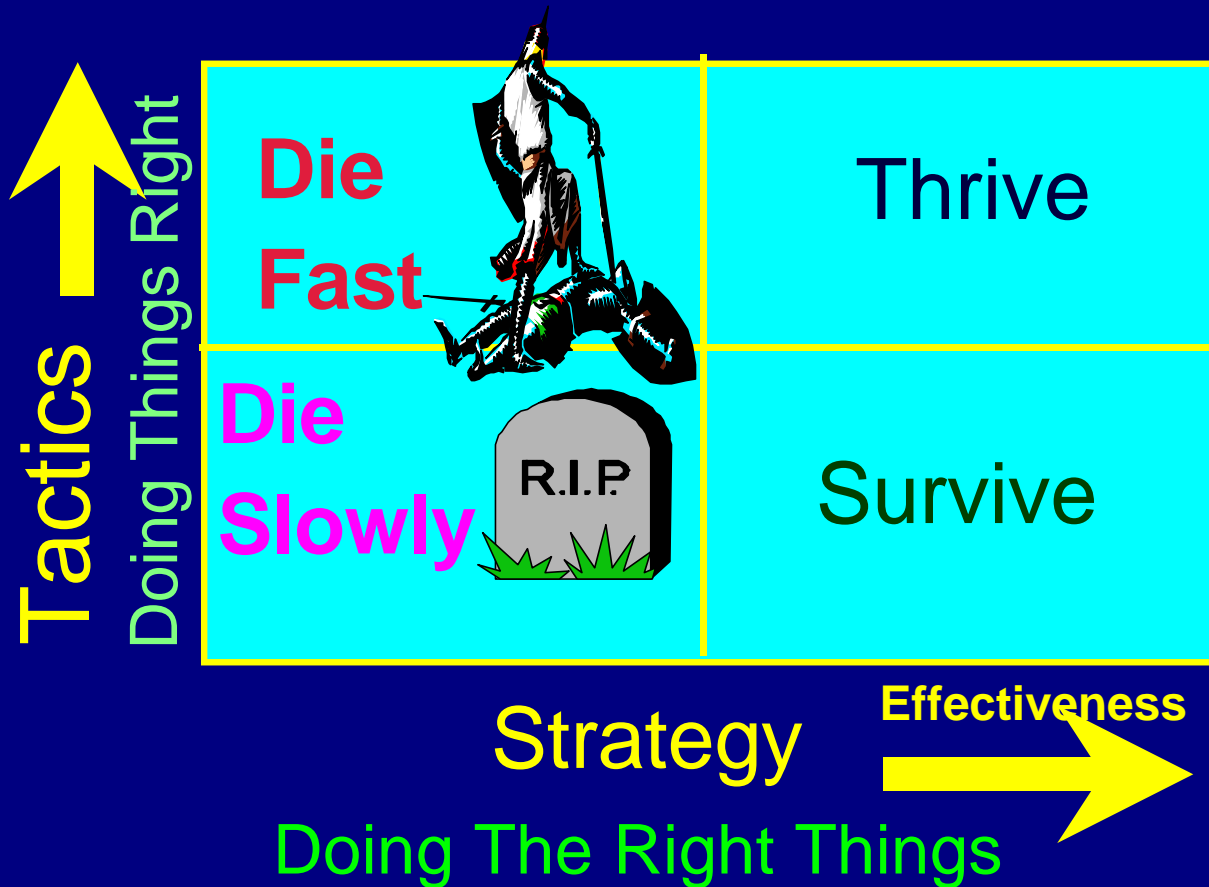 Tactics
Doing Things Right
Die
Fast
Thrive
Die
Slowly
R.I.P
Survive
Effectiveness
Strategy
Doing The Right Things